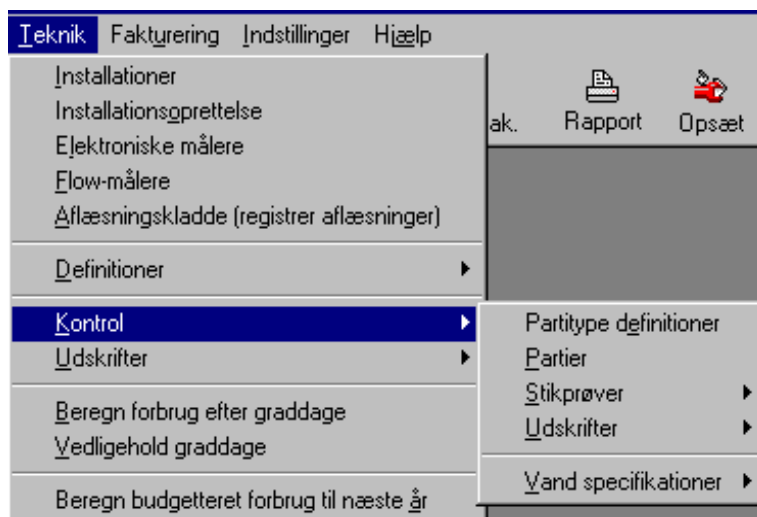 Teknik Fakturering Indstillinger Hjælp
ak. Rapport Opsæt
Installationer
Installationsoprettelse
Elektroniske målere
Flow-målere
Aflæsningskladde (registrer aflæsninger)
Definitioner
Kontrol
Udskrifter
Beregn forbrug efter graddage
Vedligehold graddage
Beregn budgetteret forbrug til næste år
Partitype definitioner
Partier
Stikprøver
Udskrifter
Vand specifikationer